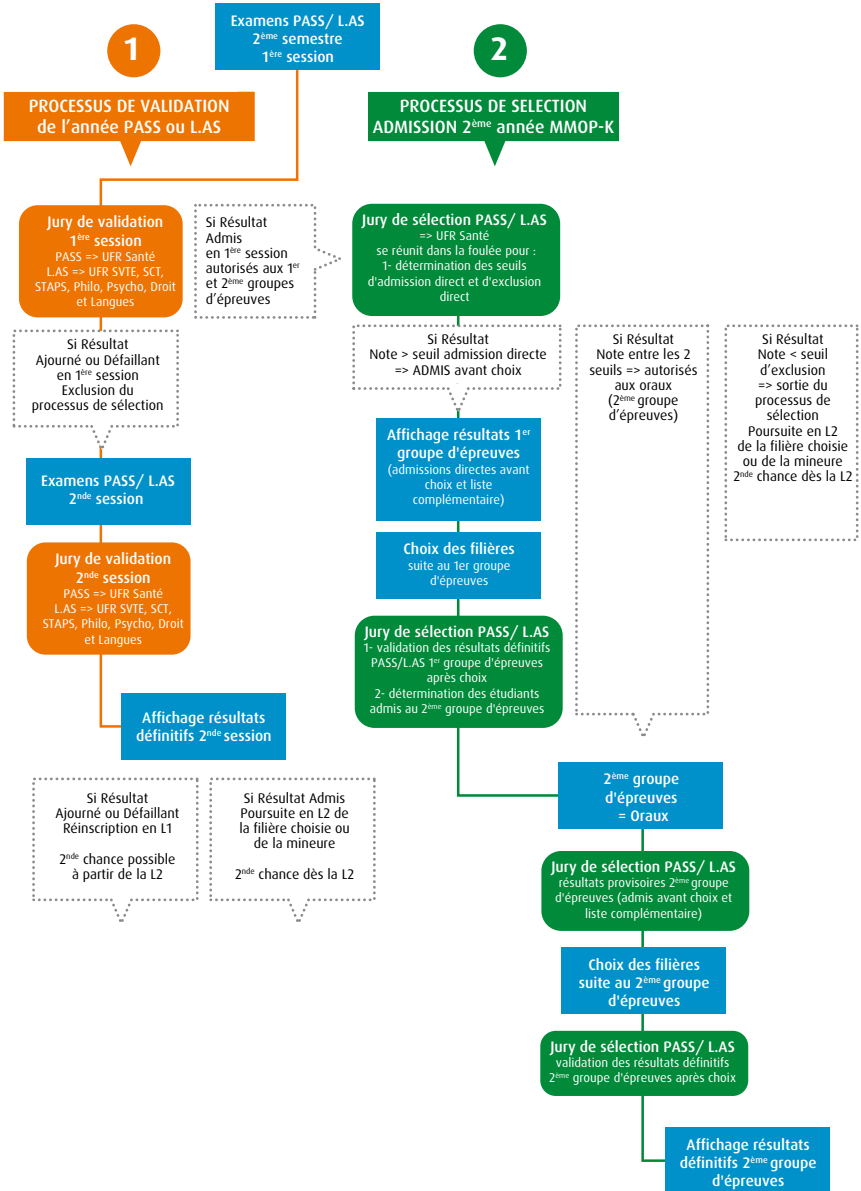 1
Examens PASS/ L.AS
2ème semestre
1ère session
2
PROCESSUS DE VALIDATION
de l'année PASS ou L.AS
PROCESSUS DE SELECTION
ADMISSION 2ème année MMOP-K
Jury de validation
1ère session
PASS => UFR Santé
L.AS => UFR SVTE, SCT,
STAPS, Philo, Psycho, Droit
et Langues
Si Résultat
Admis
en 1ère session
autorisés aux 1er
et 2ème groupes
d'épreuves
Jury de sélection PASS/ L.AS
=> UFR Santé
se réunit dans la foulée pour :
1- détermination des seuils
d'admission direct et d'exclusion
direct
Si Résultat
Ajourné ou Défaillant
en 1ère session
Exclusion du
processus de sélection
Si Résultat
Note > seuil admission directe
=> ADMIS avant choix
Si Résultat
Note entre les 2
seuils => autorisés
aux oraux
(2ème groupe
d'épreuves)
Si Résultat
Note < seuil
d'exclusion
=> sortie du
processus de
sélection
Poursuite en L2
de la filière choisie
ou de la mineure
2nde chance dès la L2
Affichage résultats 1er
groupe d'épreuves
(admissions directes avant
choix et liste
complémentaire)
Examens PASS/ L.AS
2nde session
Choix des filières
suite au 1er groupe
d'épreuves
Jury de validation
2nde session
PASS => UFR Santé
L.AS => UFR SVTE, SCT,
STAPS, Philo, Psycho, Droit
et Langues
Jury de sélection PASS/ L.AS
1- validation des résultats définitifs
PASS/L.AS 1er groupe d'épreuves
après choix
2- détermination des étudiants
admis au 2ème groupe d'épreuves
Affichage résultats
définitifs 2nde session
Si Résultat
Ajourné ou Défaillant
Réinscription en L1
2nde chance possible
à partir de la L2
Si Résultat Admis
Poursuite en L2 de
la filière choisie ou
de la mineure
2nde chance dès la L2
2ème groupe
d'épreuves
= Oraux
Jury de sélection PASS/ L.AS
résultats provisoires 2ème groupe
d'épreuves (admis avant choix et
liste complémentaire)
Choix des filières
suite au 2ème groupe
d'épreuves
Jury de sélection PASS/ L.AS
validation des résultats définitifs
2ème groupe d'épreuves après choix
Affichage résultats
définitifs 2ème groupe
d'épreuves